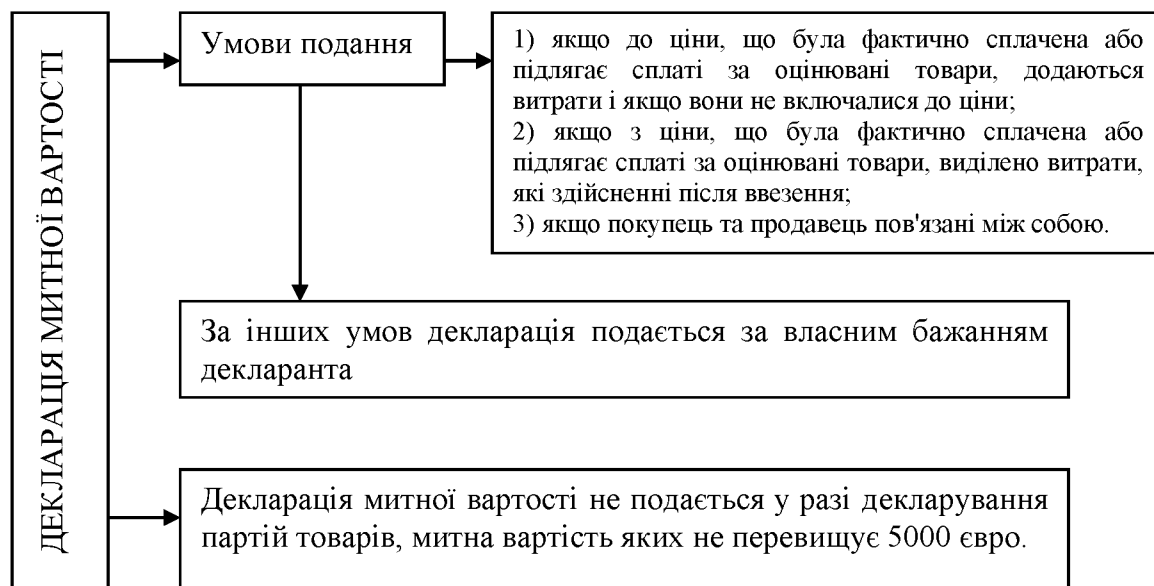 ДЕКЛАРАЦІЯ МИТНОЇ ВАРТОСТІ
Умови подання
1) якщо до ціни, що була фактично сплачена або
підлягає сплаті за оцінювані товари, додаються
витрати і якщо вони не включалися до ціни;
2) якщо з ціни, що була фактично сплачена або
підлягає сплаті за оцінювані товари, виділено витрати,
які здійсненні після ввезення;
3) якщо покупець та продавець пов'язані між собою.
За інших умов декларація подається за власним бажанням
декларанта
Декларація митної вартості не подається у разі декларування
партій товарів, митна вартість яких не перевищує 5000 євро.